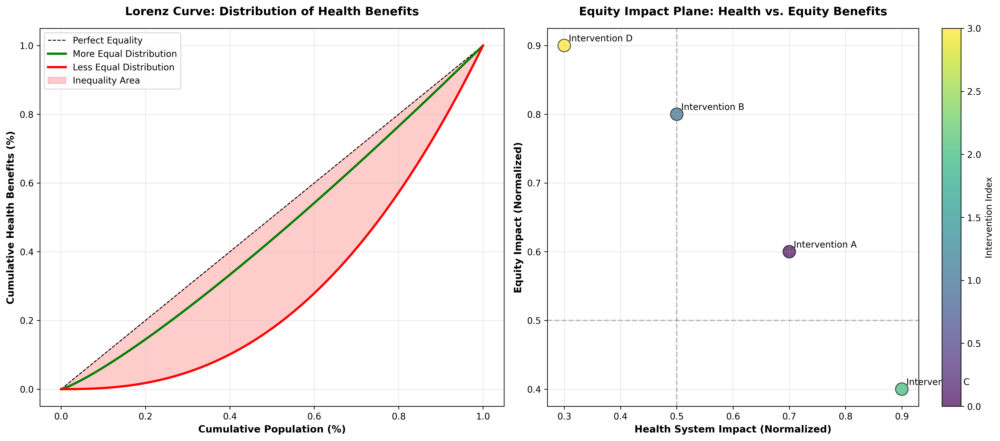 Lorenz Curve: Distribution of Health Benefits
Perfect Equality
More Equal Distribution
Less Equal Distribution
Inequality Area
Cumulative Health Benefits (%)
1.0
0.8
0.6
0.4
0.2
0.0
0.0 0.2 0.4 0.6 0.8 1.0
Cumulative Population (%)
Equity Impact Plane: Health vs. Equity Benefits
Equity Impact (Normalized)
0.9
0.8
0.7
0.6
0.5
0.4
Intervention D
Intervention B
Intervention A
Interven C
0.3 0.4 0.5 0.6 0.7 0.8 0.9
Health System Impact (Normalized)
3.0
2.5
2.0
1.5
1.0
0.5
0.0
Intervention Index